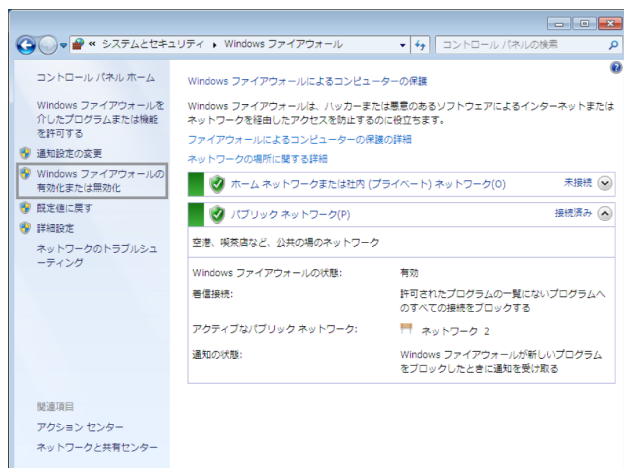 « システムとセキュリティ ▸ Windows ファイアウォール
コントロール パネルの検索
コントロール パネル ホーム
Windows ファイアウォールを
介したプログラムまたは機能
を許可する
通知設定の変更
Windows ファイアウォールの
有効化または無効化
既定値に戻す
詳細設定
ネットワークのトラブルシュ
ーティング
関連項目
アクション センター
ネットワークと共有センター
Windows ファイアウォールによるコンピューターの保護
Windows ファイアウォールは、ハッカーまたは悪意のあるソフトウェアによるインターネットまたは
ネットワークを経由したアクセスを防止するのに役立ちます。
ファイアウォールによるコンピューターの保護の詳細
ネットワークの場所に関する詳細
ホーム ネットワークまたは社内 (プライベート) ネットワーク(O) 未接続
パブリック ネットワーク(P) 接続済み
空港、喫茶店など、公共の場のネットワーク
Windows ファイアウォールの状態: 有効
着信接続: 許可されたプログラムの一覧にないプログラムへ
のすべての接続をブロックする
アクティブなパブリック ネットワーク: ネットワーク 2
通知の状態: Windows ファイアウォールが新しいプログラム
をブロックしたときに通知を受け取る